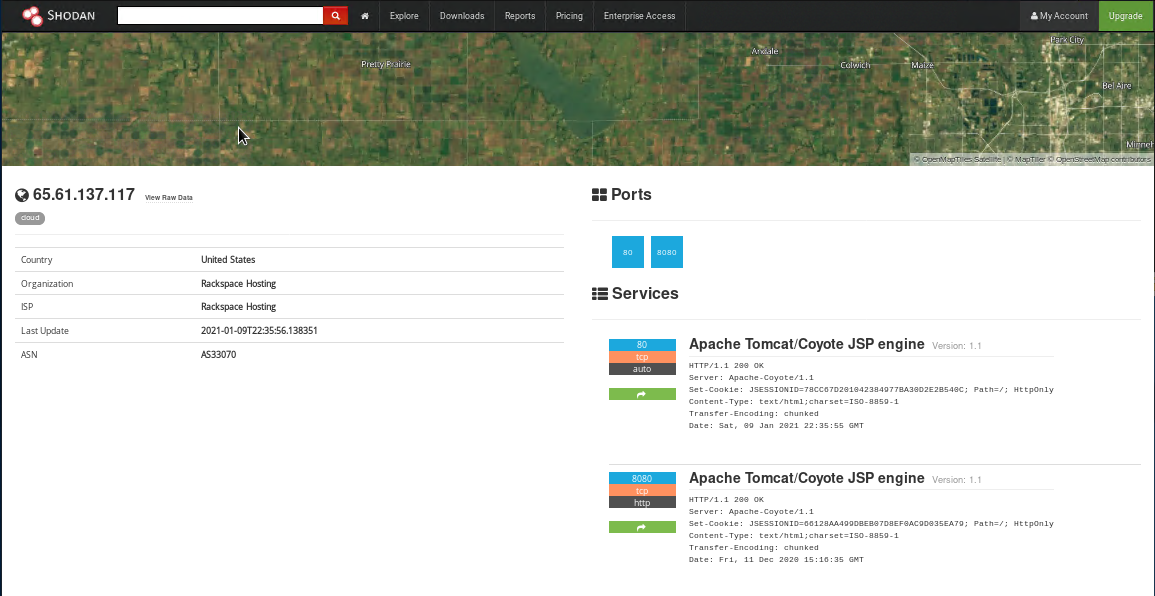 SHODAN
Explore Downloads Reports Pricing Enterprise Access My Account Upgrade
Pretty Prairie
Andale
Colwich
Maize
Park City
Bel Aire
Minneh
© OpenMapTiles Satellite | © MapTiler © OpenStreetMap contributors
65.61.137.117 View Raw Data
cloud
Country United States
Organization Rackspace Hosting
ISP Rackspace Hosting
Last Update 2021-01-09T22:35:56.138351
ASN AS33070
Ports
80 8080
Services
80
tcp
auto
Apache Tomcat/Coyote JSP engine Version: 1.1
HTTP/1.1 200 OK
Server: Apache-Coyote/1.1
Set-Cookie: JSESSIONID=78CC67D201042384977BA30D2E2B540C; Path=/; HttpOnly
Content-Type: text/html;charset=ISO-8859-1
Transfer-Encoding: chunked
Date: Sat, 09 Jan 2021 22:35:55 GMT
8080
tcp
http
Apache Tomcat/Coyote JSP engine Version: 1.1
HTTP/1.1 200 OK
Server: Apache-Coyote/1.1
Set-Cookie: JSESSIONID=66128AA499DBEB07D8EF0AC9D035EA79; Path=/; HttpOnly
Content-Type: text/html;charset=ISO-8859-1
Transfer-Encoding: chunked
Date: Fri, 11 Dec 2020 15:16:35 GMT